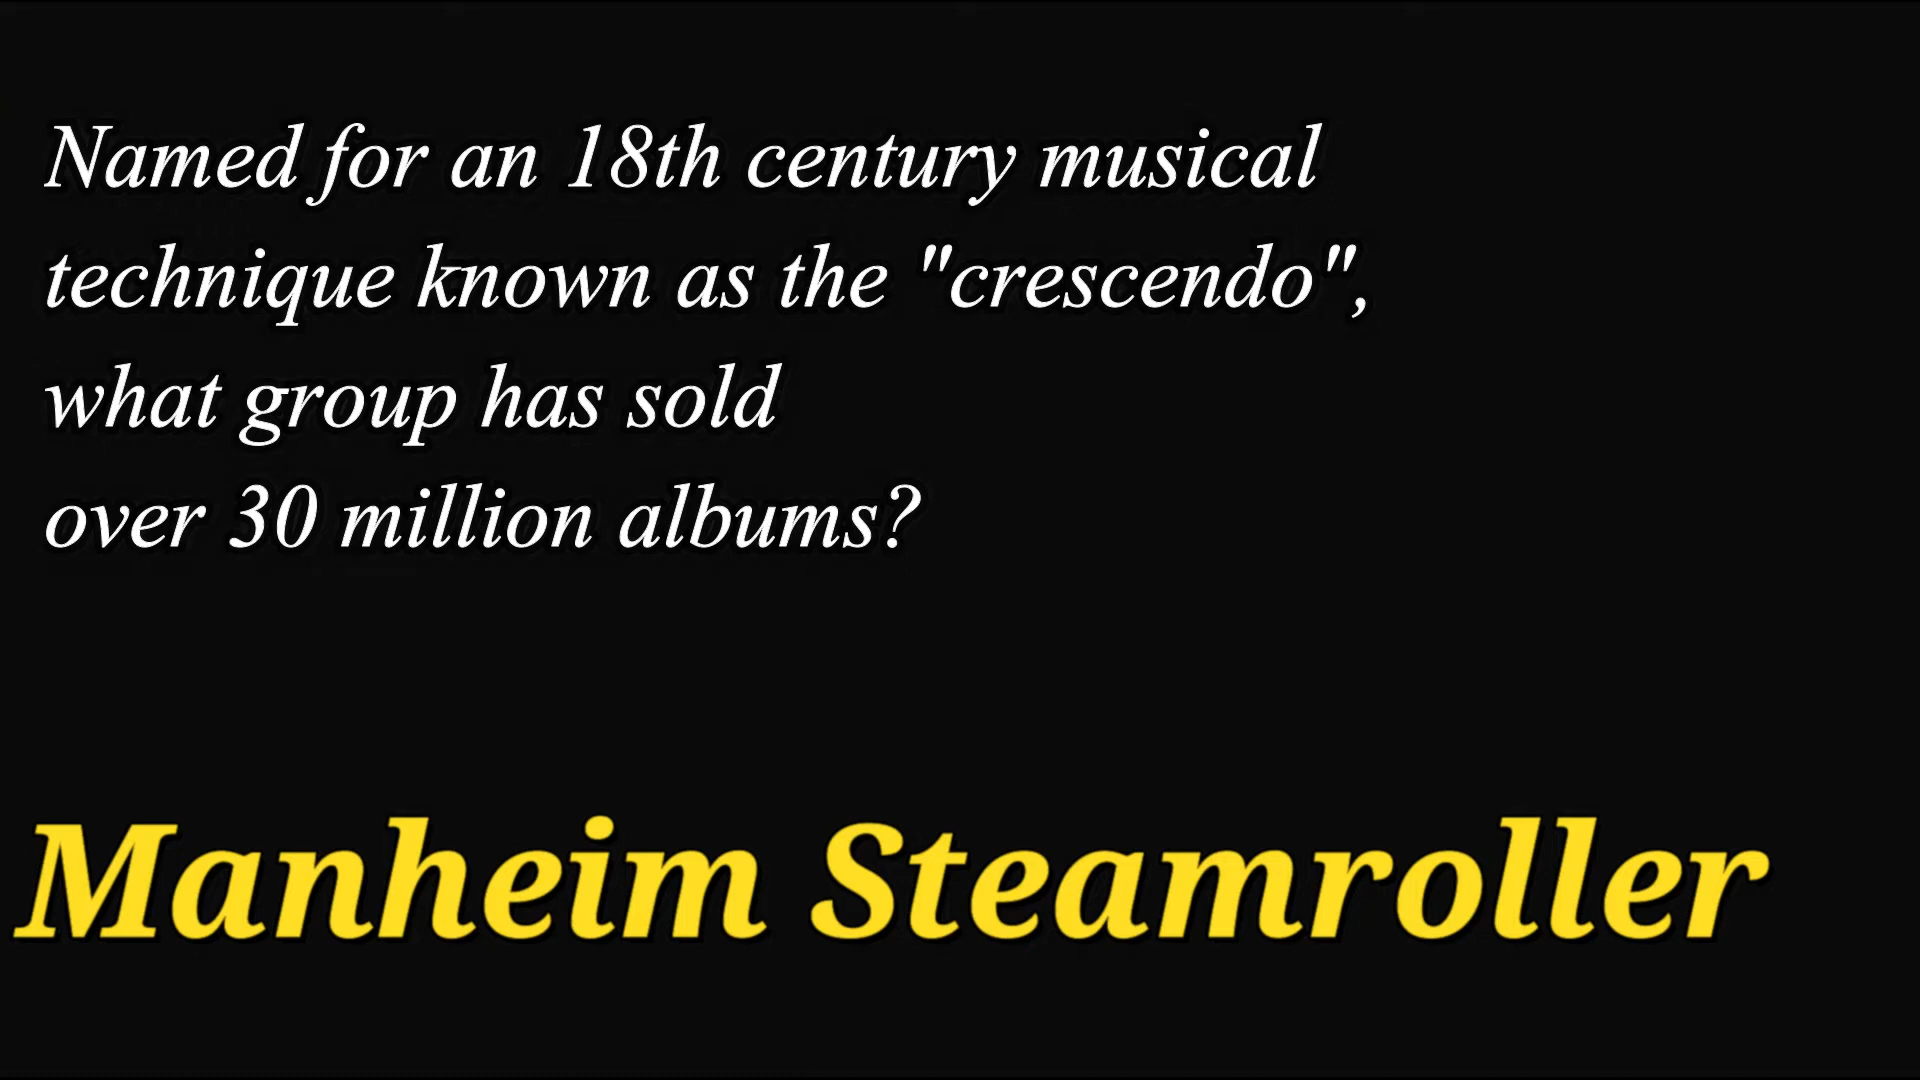 Named for an 18th century musical
technique known as the "crescendo",
what group has sold
over 30 million albums?
Manheim Steamroller